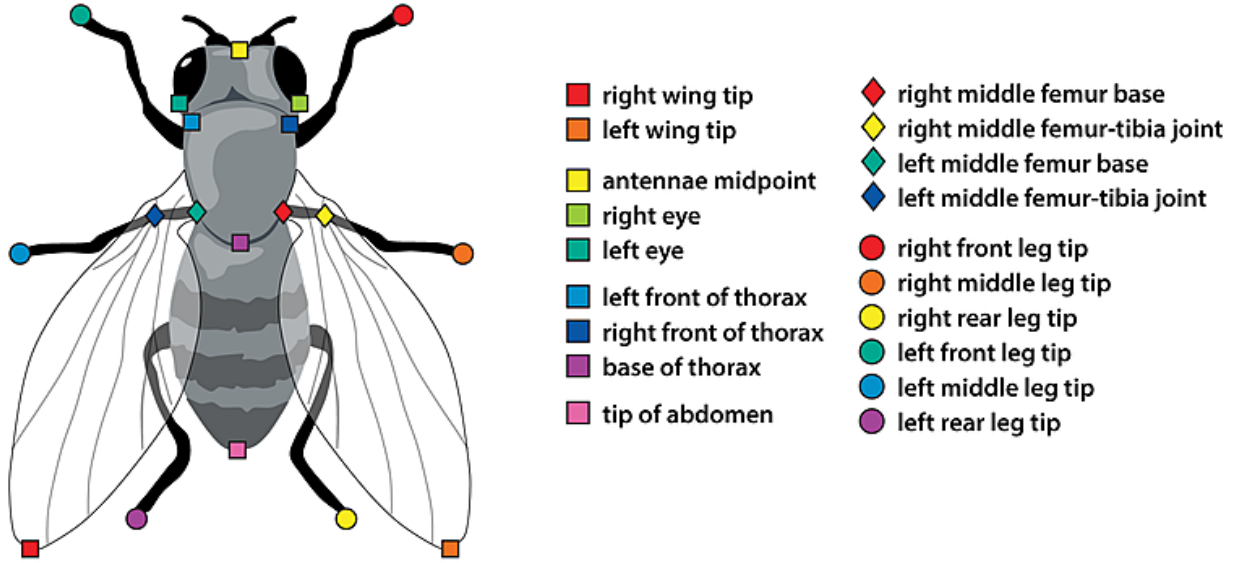 right wing tip
left wing tip
antennae midpoint
right eye
left eye
left front of thorax
right front of thorax
base of thorax
tip of abdomen
right middle femur base
right middle femur-tibia joint
left middle femur base
left middle femur-tibia joint
right front leg tip
right middle leg tip
right rear leg tip
left front leg tip
left middle leg tip
left rear leg tip